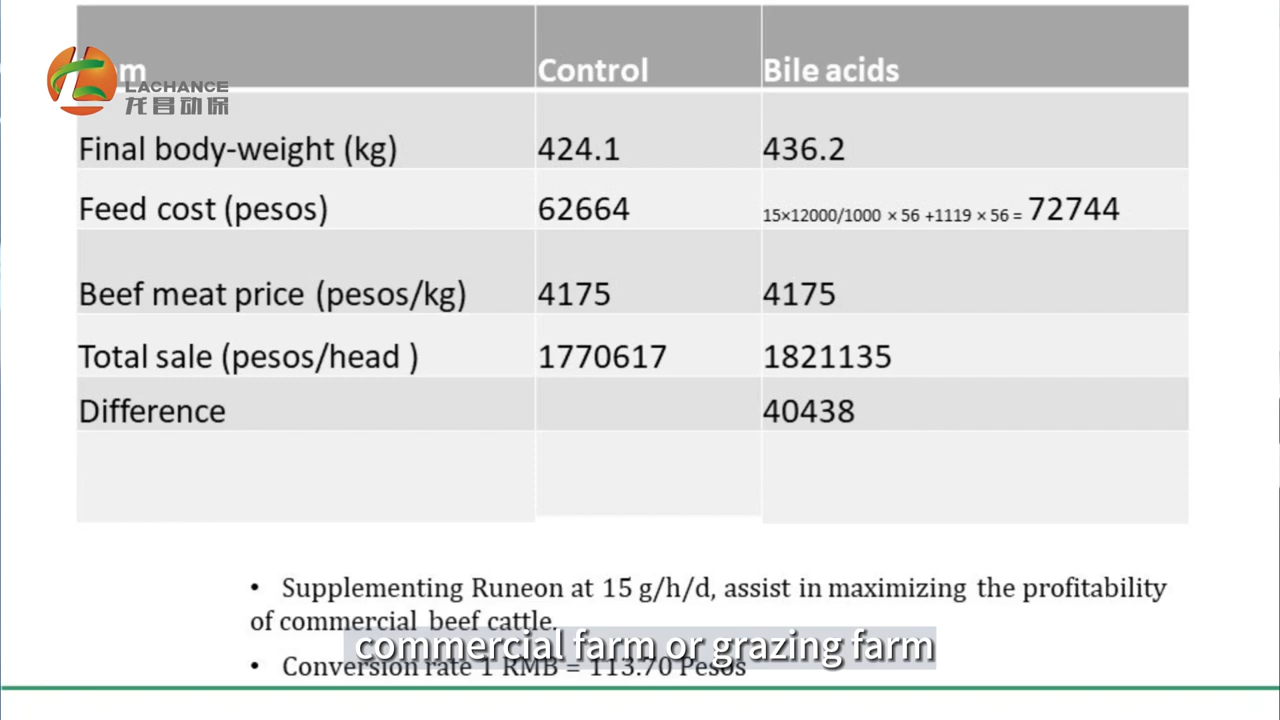 LACHANCE
龙昌动保
Control Bile acids
Final body-weight (kg) 424.1 436.2
Feed cost (pesos) 62664 15×12000/1000 × 56 +1119 × 56 = 72744
Beef meat price (pesos/kg) 4175 4175
Total sale (pesos/head ) 1770617 1821135
Difference 40438
• Supplementing Runeon at 15 g/h/d, assist in maximizing the profitability
of commercial beef cattle.
commercial farm or grazing farm
• Conversion rate 1 RMB = 113.70 Pesos